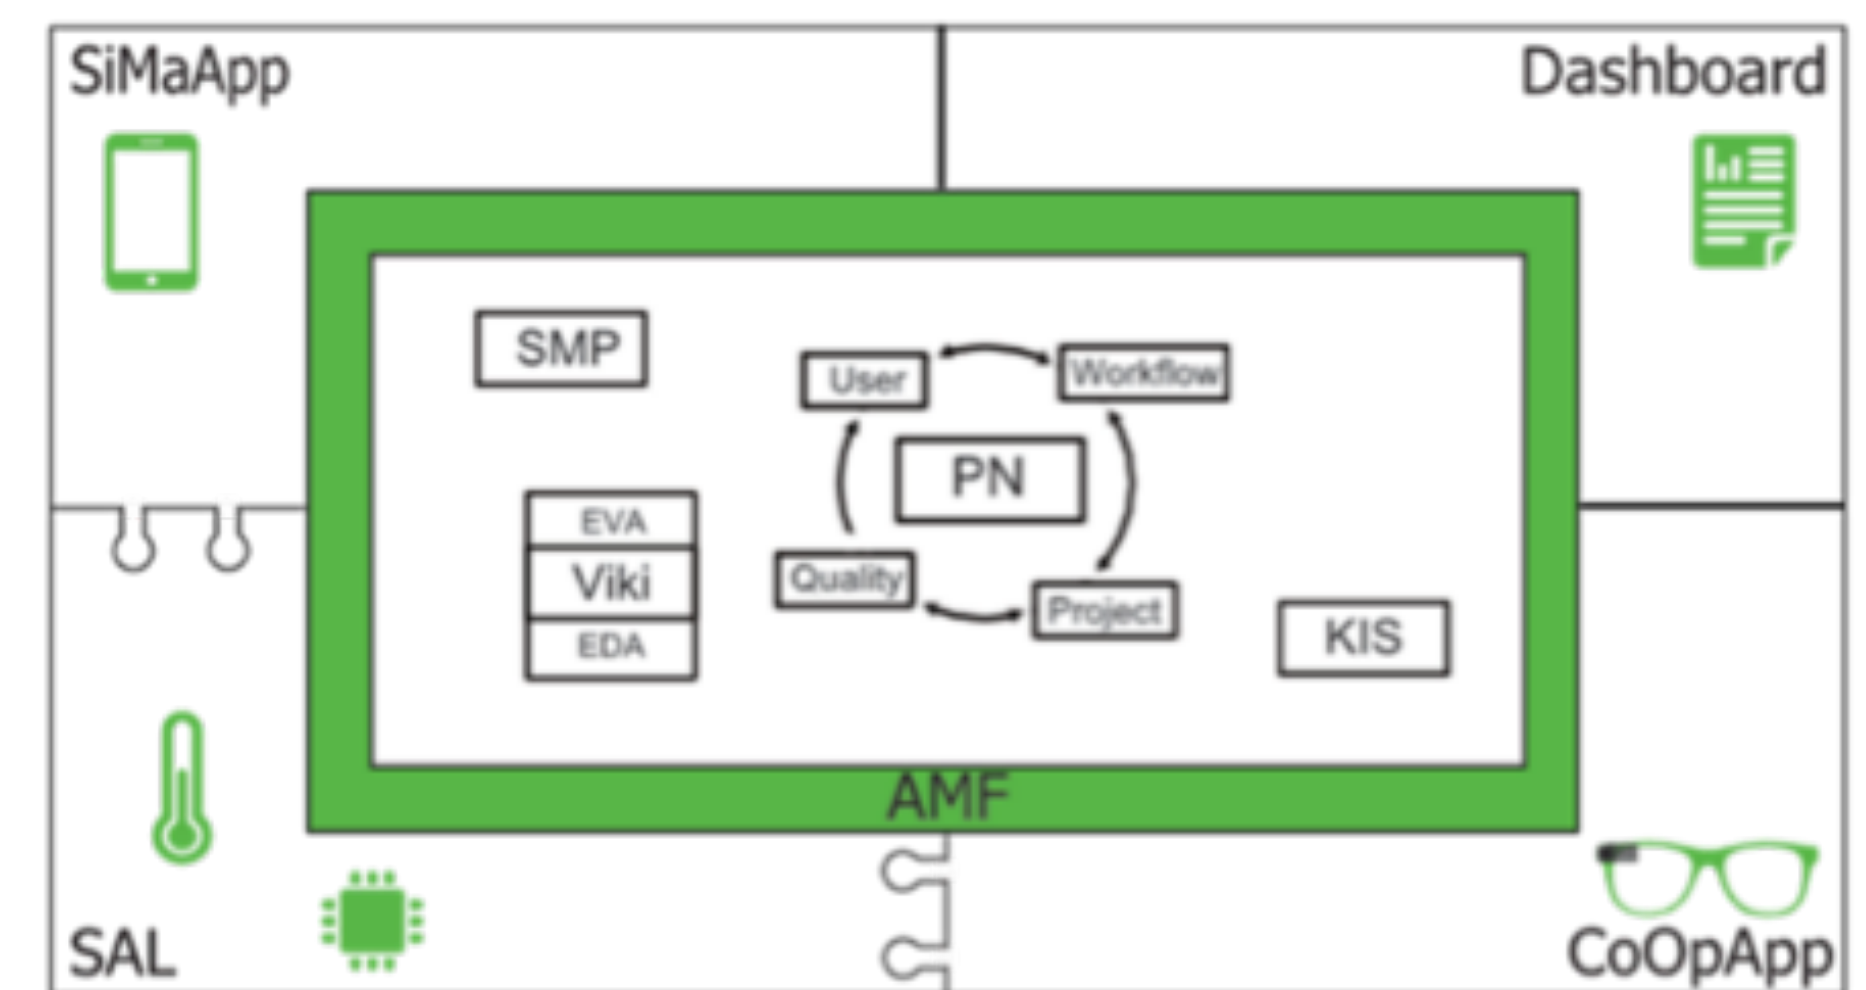 SiMaApp
Dashboard
SMP
User
Workflow
PN
EVA
Viki
EDA
Quality
Project
KIS
AMF
SAL
CoOpApp